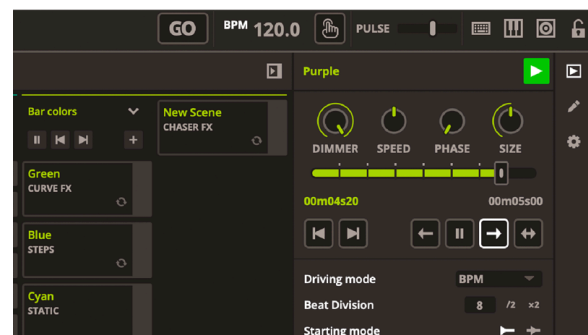 GO BPM 120.0 PULSE
Purple
Bar colors
New Scene
CHASER FX
DIMMER SPEED PHASE SIZE
Green
CURVE FX
00m04s20 00m05s00
Blue
STEPS
Driving mode BPM
Cyan
STATIC
Beat Division 8 /2 x2
Starting mode